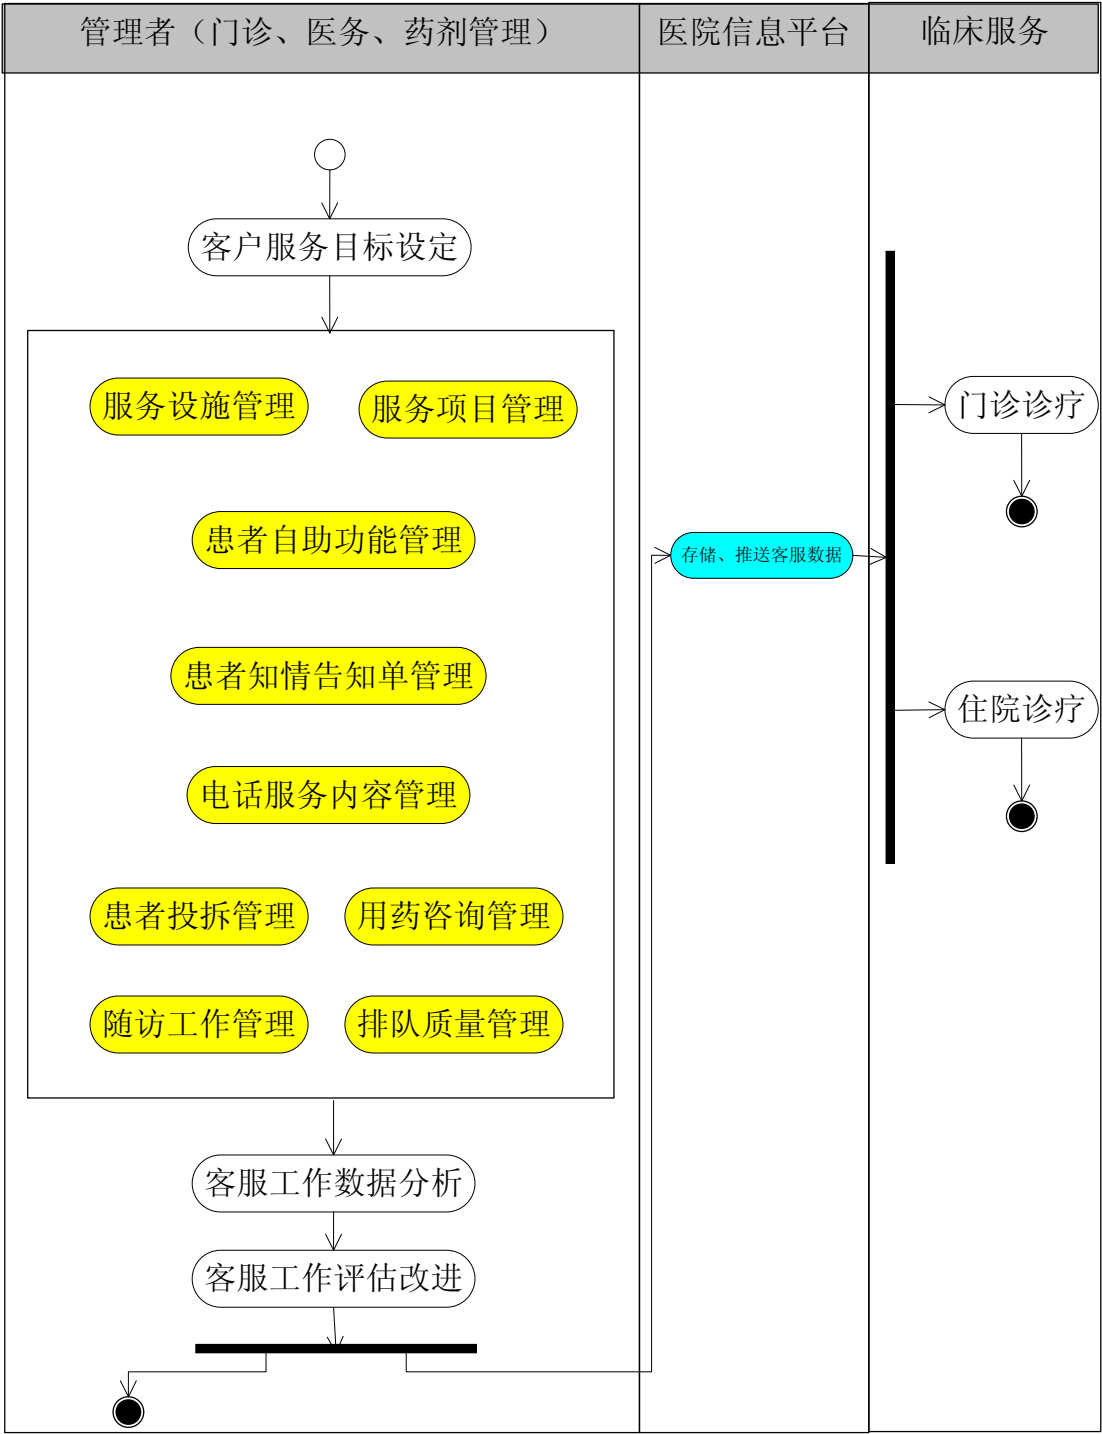 管理者（门诊、医务、药剂管理）
医院信息平台
临床服务
客户服务目标设定
服务设施管理
服务项目管理
患者自助功能管理
患者知情告知单管理
电话服务内容管理
患者投拆管理
用药咨询管理
随访工作管理
排队质量管理
客服工作数据分析
客服工作评估改进
存储、推送客服数据
门诊诊疗
住院诊疗